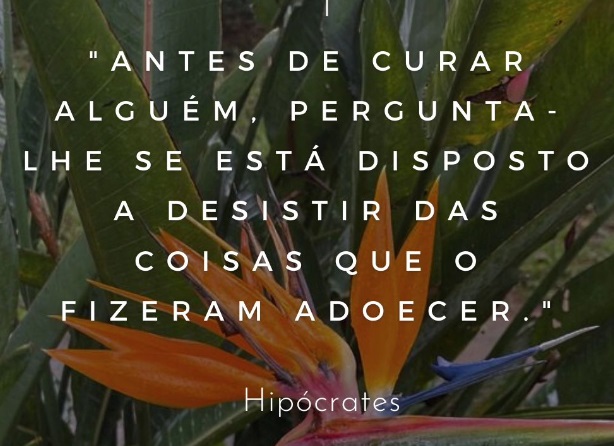 "ANTES DE CURAR
ALGUÉM, PERGUNTA-
LHE SE ESTÁ DISPOSTO
A DESISTIR DAS
COISAS QUE O
FIZERAM ADOECER."
Hipócrates